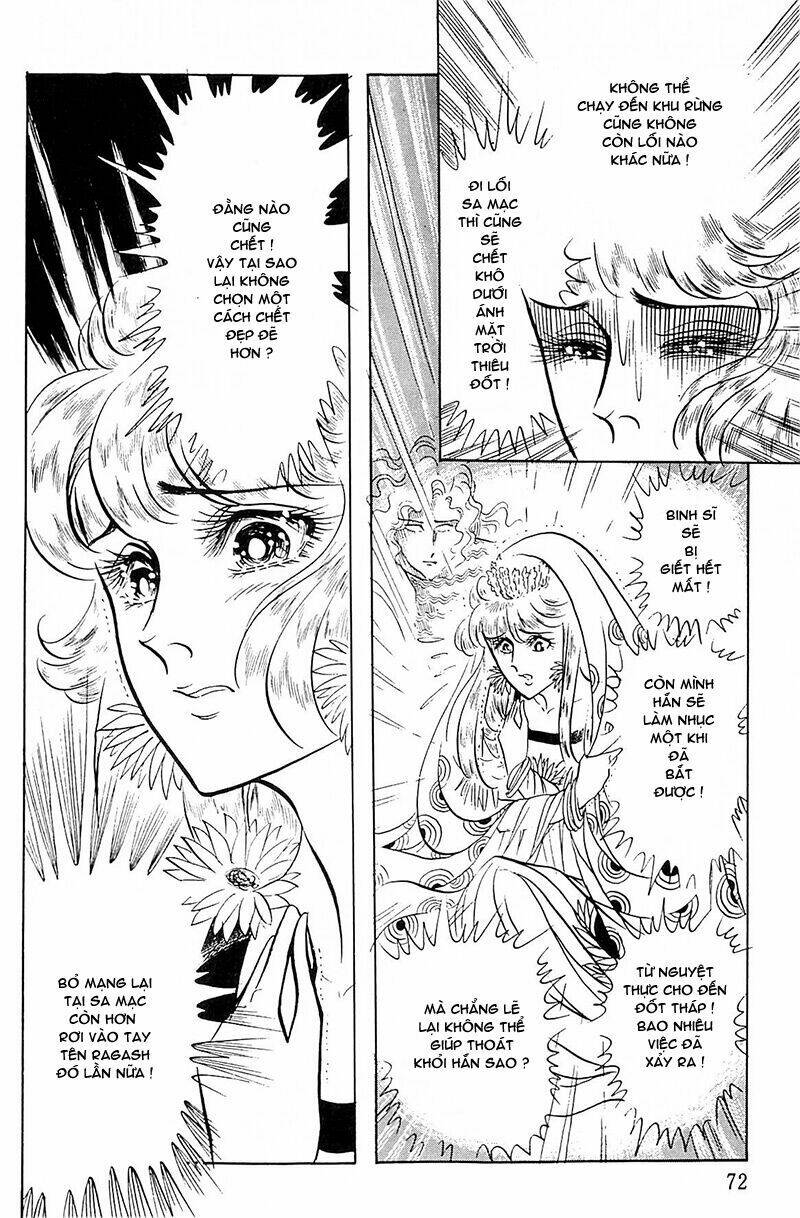 KHÔNG THỂ
CHẠY ĐẾN KHU RỪNG
CŨNG KHÔNG
CÒN LỐI NÀO
KHÁC NỮA !
ĐI LỐI
SA MẠC
THÌ CŨNG
SẼ
CHẾT
KHÔ
DƯỚI
ÁNH
MẶT
TRỜI
THIÊU
ĐỐT !
BINH SĨ
SẼ
BỊ
GIẾT HẾT
MẤT !
CÒN MÌNH
HẮN SẼ
LÀM NHỤC
MỘT KHI
ĐÃ
BẮT
ĐƯỢC !
TỪ NGUYỆT
THỰC CHO ĐẾN
ĐỐT THÁP !
BAO NHIÊU
VIỆC ĐÃ
XẢY RA !
MÀ CHẲNG LẼ
LẠI KHÔNG THỂ
GIÚP THOÁT
KHỎI HẮN SAO ?
ĐẰNG NÀO
CŨNG
CHẾT !
VẬY TẠI SAO
LẠI KHÔNG
CHỌN MỘT
CÁCH CHẾT
ĐẸP ĐẼ
HƠN ?
BỎ MẠNG LẠI
TẠI SA MẠC
CÒN HƠN
RƠI VÀO TAY
TÊN RAGASH
ĐÓ LẦN NỮA !
72